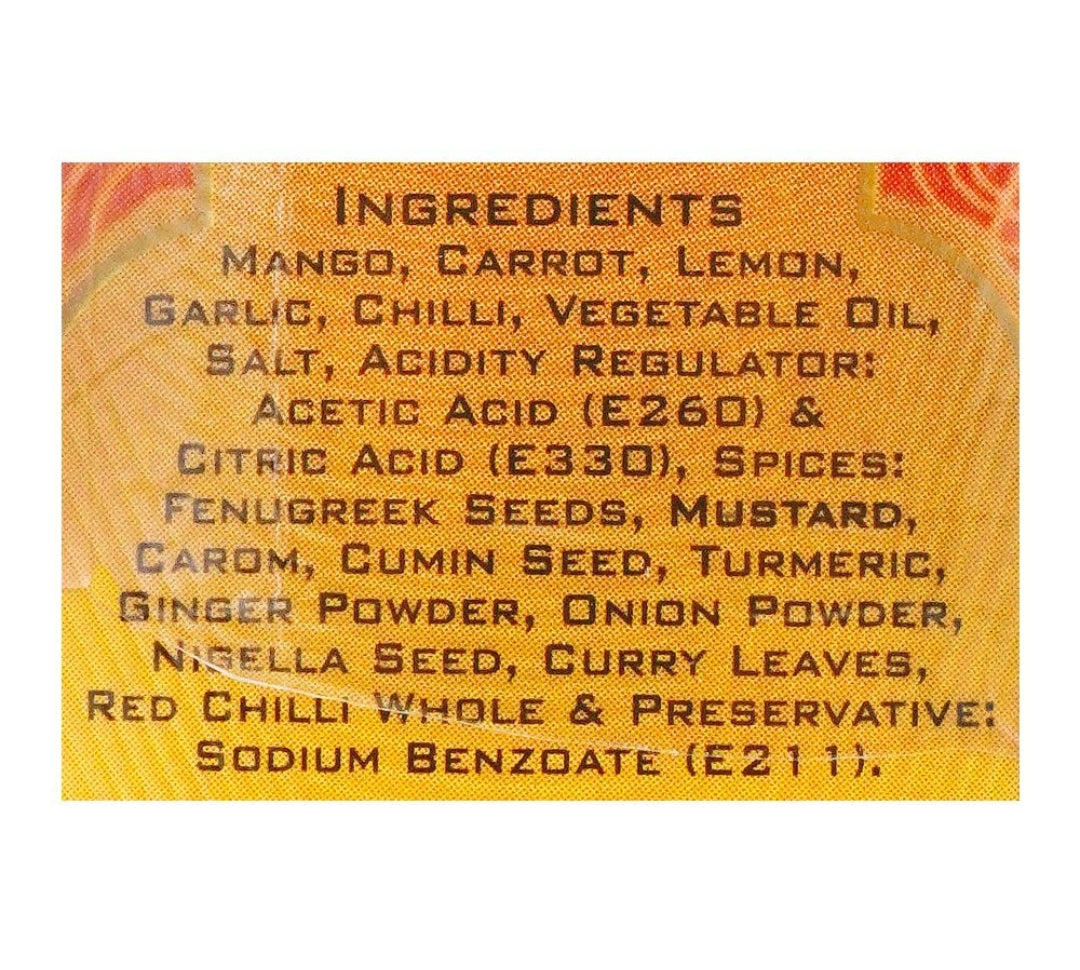 Ingredients
Mango, Carrot, Lemon,
Garlic, Chilli, Vegetable Oil,
Salt, Acidity Regulator:
Acetic Acid (E260) &
Citric Acid (E330), Spices:
Fenugreek Seeds, Mustard,
Carom, Cumin Seed, Turmeric,
Ginger Powder, Onion Powder,
Nigella Seed, Curry Leaves,
Red Chilli Whole & Preservative:
Sodium Benzoate (E211).